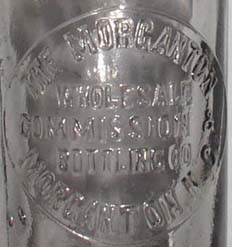 THE MORGANTON
WHOLESALE
COMMISSION &
BOTTLING CO
MORGANTON N.C.